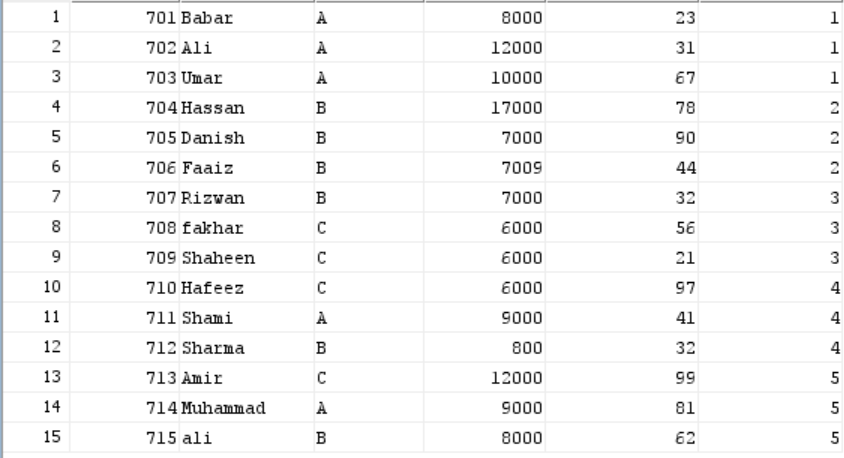 1 701 Babar A 8000 23 1
2 702 Ali A 12000 31 1
3 703 Umar A 10000 67 1
4 704 Hassan B 17000 78 2
5 705 Danish B 7000 90 2
6 706 Faaiz B 7009 44 2
7 707 Rizwan B 7000 32 3
8 708 fakhar C 6000 56 3
9 709 Shaheen C 6000 21 3
10 710 Hafeez C 6000 97 4
11 711 Shami A 9000 41 4
12 712 Sharma B 800 32 4
13 713 Amir C 12000 99 5
14 714 Muhammad A 9000 81 5
15 715 ali B 8000 62 5